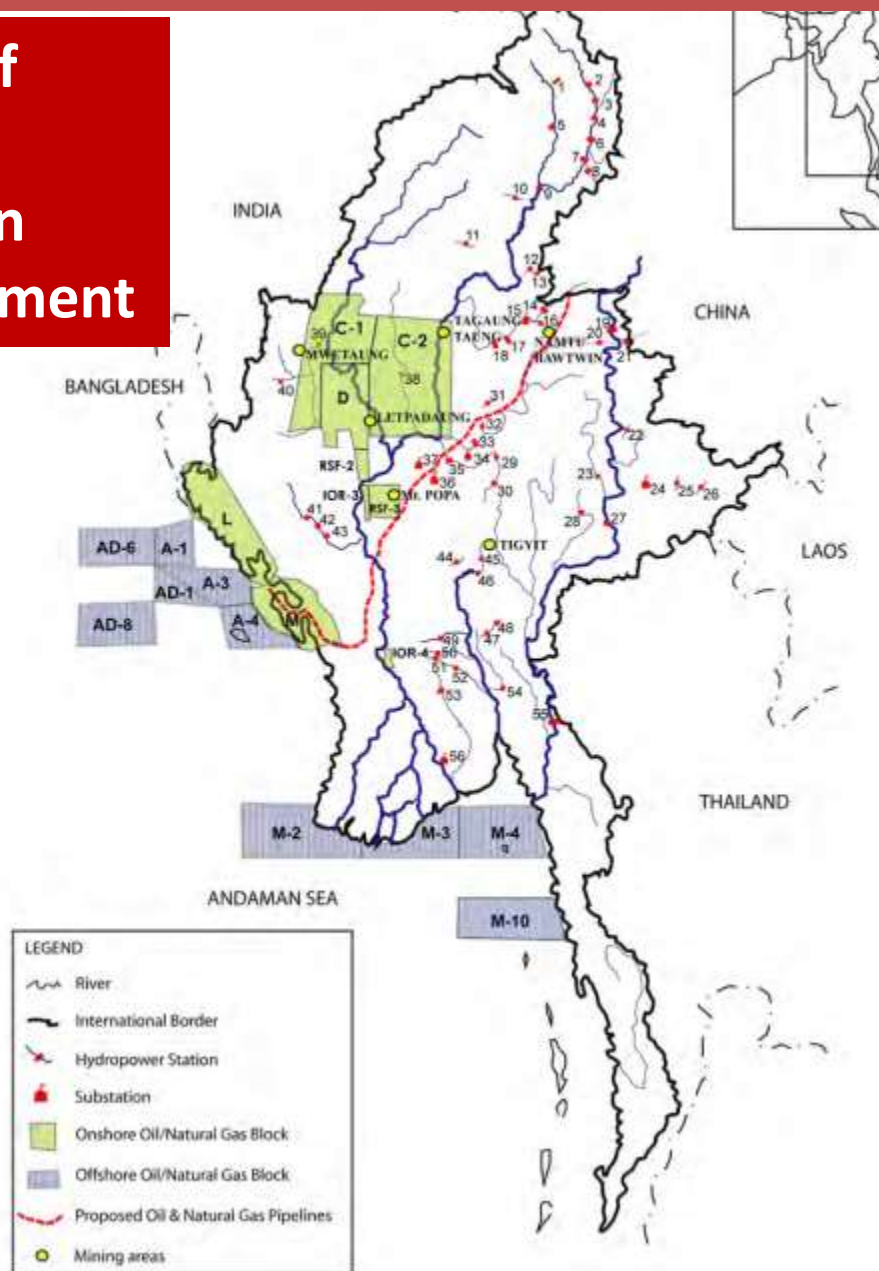 f
n
ment
INDIA
CHINA
BANGLADESH
LAOS
THAILAND
ANDAMAN SEA
1
2
3
4
5
6
7
8
9
10
11
12
13
14
15
16
17
18
19
20
21
TAGAUNG
TAUNG
NAMTU
BAWTWIN
C-1
39
C-2
MWETAUNG
38
40
D
LETPADAUNG
22
31
32
33
34
35
36
37
29
30
23
24
25
26
27
28
RSF-2
IOR-3
Mt. POPA
RSF-3
41
42
43
TIGYIT
44
45
46
L
AD-6
A-1
A-3
AD-1
AD-8
A-4
M
47
48
49
50
IOR-4
51
52
53
54
55
56
M-2
M-3
M-4
M-10
LEGEND
River
International Border
Hydropower Station
Substation
Onshore Oil/Natural Gas Block
Offshore Oil/Natural Gas Block
Proposed Oil & Natural Gas Pipelines
Mining areas